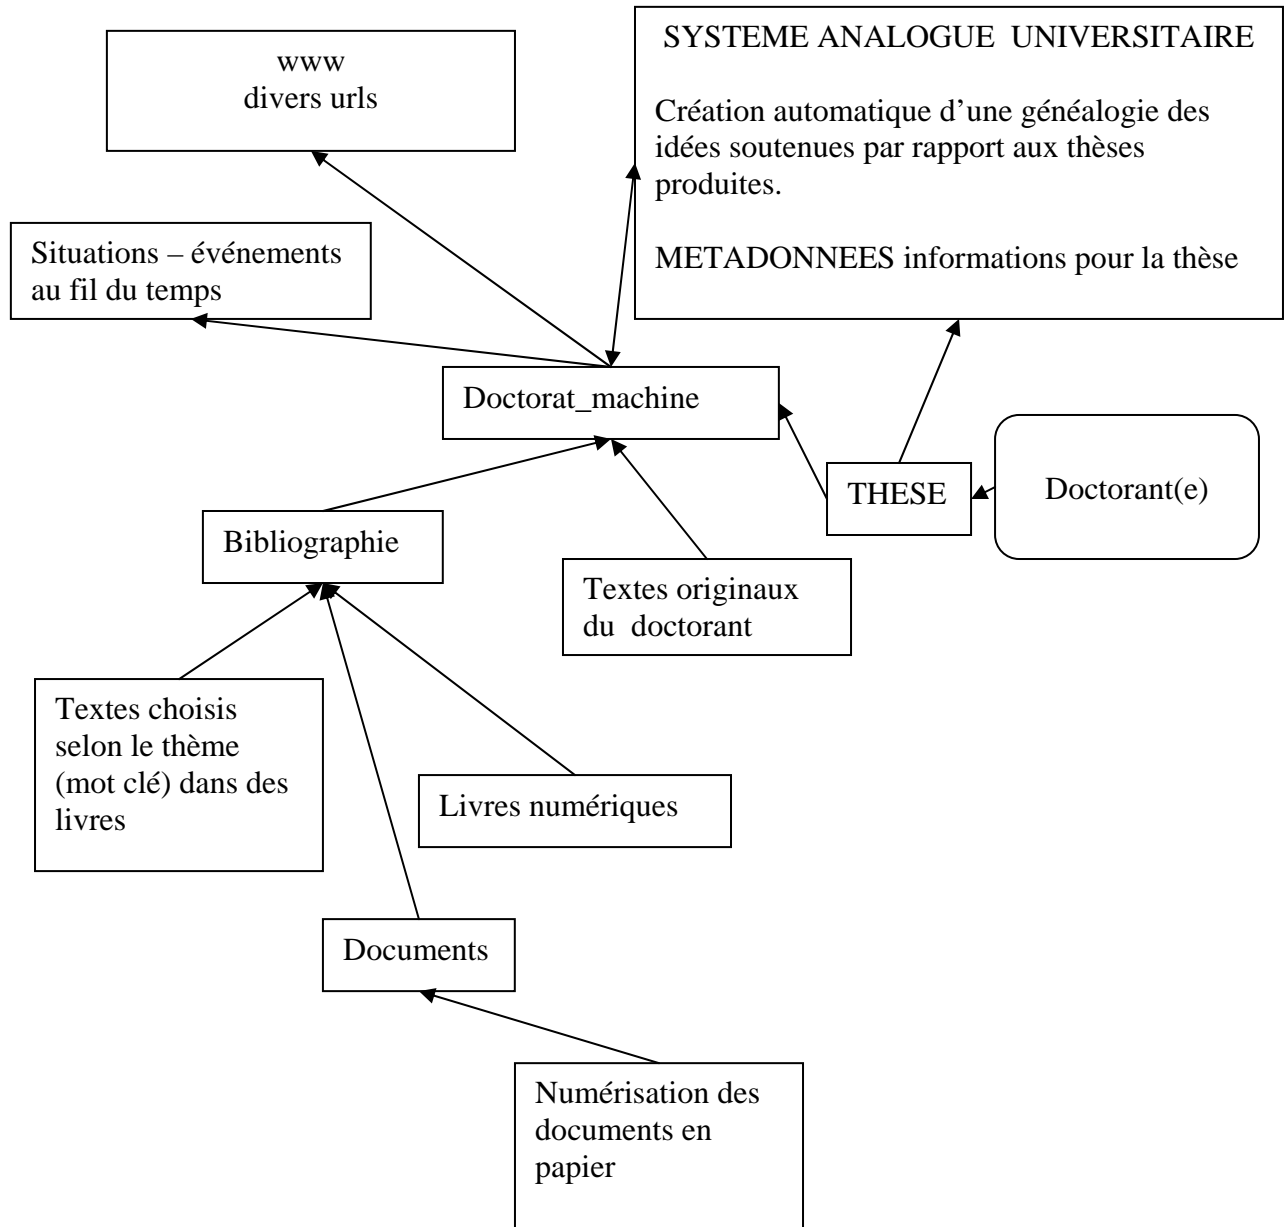 www
divers urls
SYSTEME ANALOGUE  UNIVERSITAIRE
Création automatique d’une généalogie des
idées soutenues par rapport aux thèses
produites.
METADONNEES informations pour la thèse
Situations – événements
au fil du temps
Doctorat_machine
THESE
Doctorant(e)
Bibliographie
Textes originaux
du  doctorant
Textes choisis
selon le thème
(mot clé) dans des
livres
Livres numériques
Documents
Numérisation des
documents en
papier